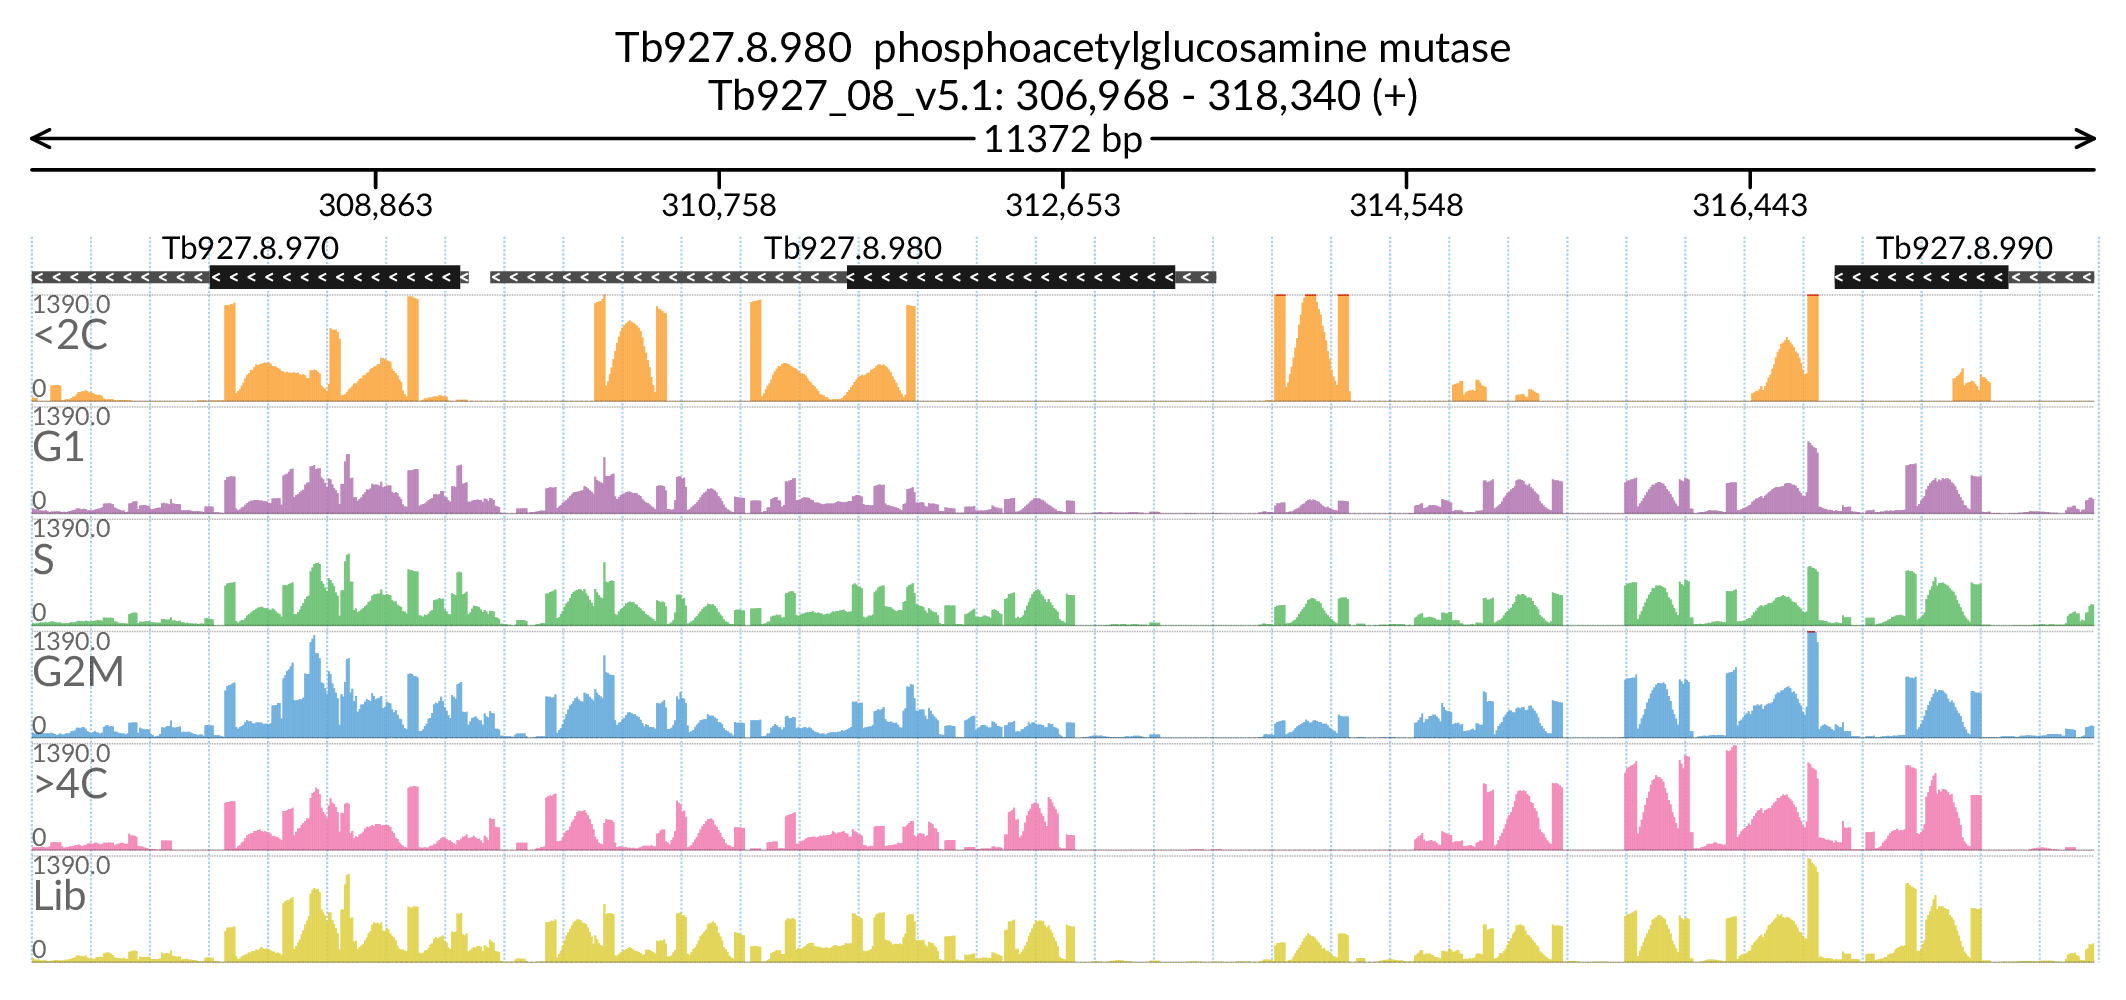 Tb927.8.980 phosphoacetylglucosamine mutase
Tb927_08_v5.1: 306,968 - 318,340 (+)
11372 bp
308,863 310,758 312,653 314,548 316,443
Tb927.8.970 Tb927.8.980 Tb927.8.990
1390.0
<2C
0
1390.0
G1
0
1390.0
S
0
1390.0
G2M
0
1390.0
>4C
0
1390.0
Lib
0